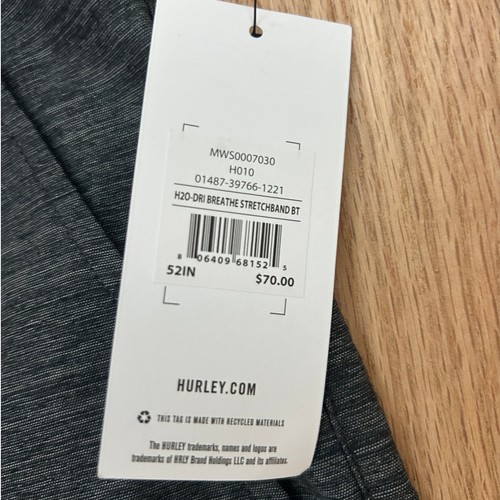 MWS0007030
H010
01487-39766-1221
H2O-DRI BREATHE STRETCHBAND BT
8 06409 68152 5
52IN $70.00
HURLEY.COM
THIS TAG IS MADE WITH RECYCLED MATERIALS
The HURLEY trademarks, names and logos are
trademarks of HRLY Brand Holdings LLC and its affiliates.